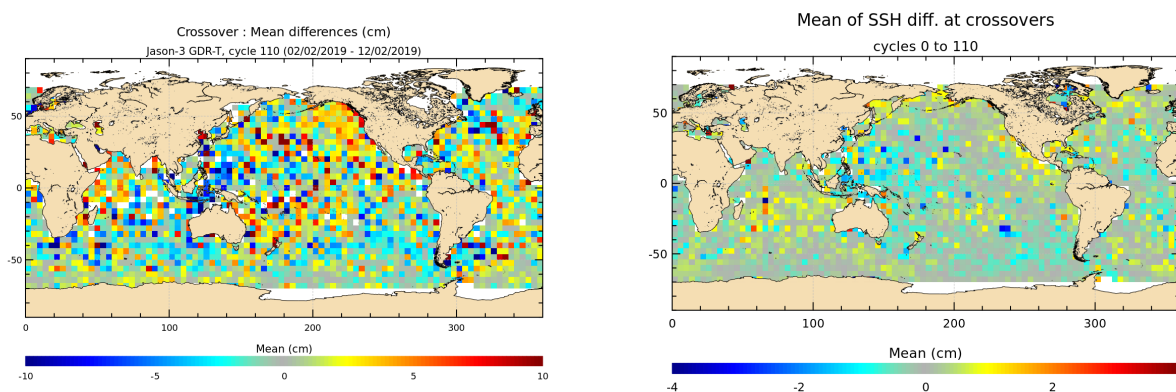 Crossover : Mean differences (cm)
Jason-3 GDR-T, cycle 110 (02/02/2019 - 12/02/2019)
50
0
-50
0 100 200 300
Mean (cm)
-10 -5 0 5 10
Mean of SSH diff. at crossovers
cycles 0 to 110
50
0
-50
0 100 200 300
Mean (cm)
-4 -2 0 2